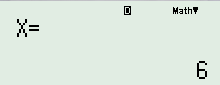 D Math▼
X=
6